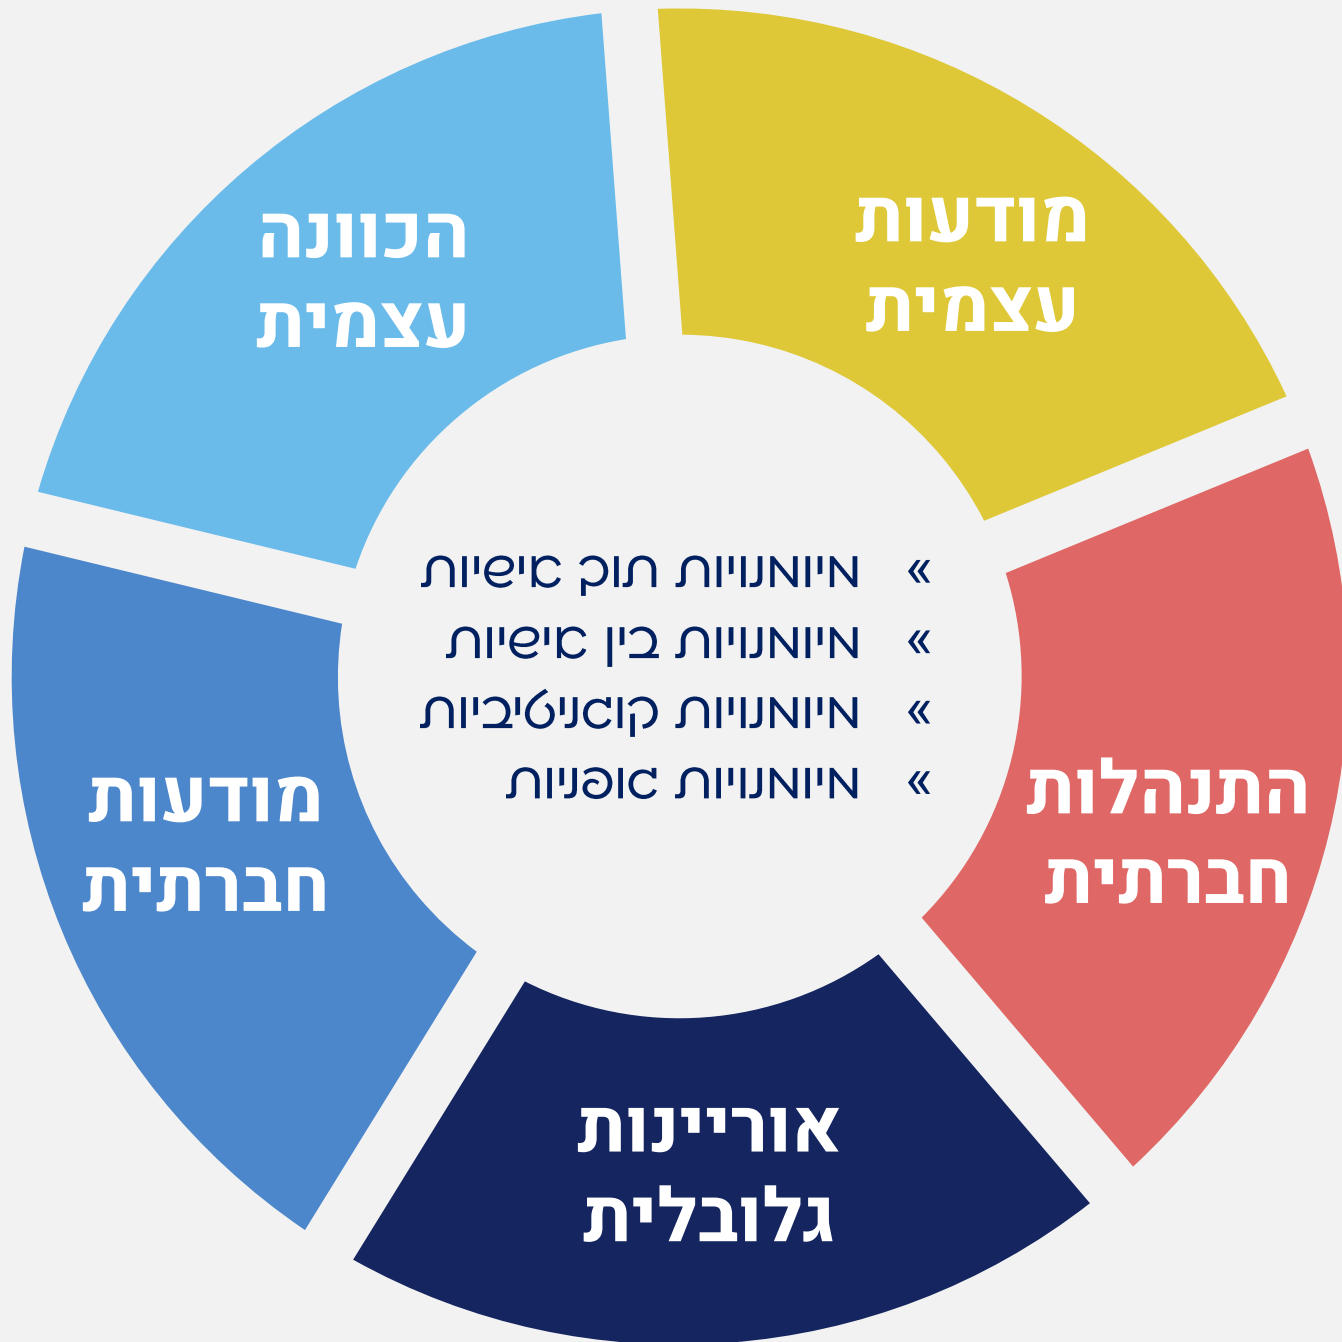 מודעות
עצמית
הכוונה
עצמית
» מיומנויות תוך אישיות
» מיומנויות בין אישיות
» מיומנויות קוגניטיביות
» מיומנויות גופניות
התנהלות
חברתית
מודעות
חברתית
אוריינות
גלובלית